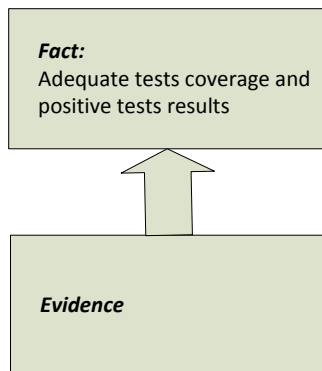 Fact:
Adequate tests coverage and
positive tests results
Evidence